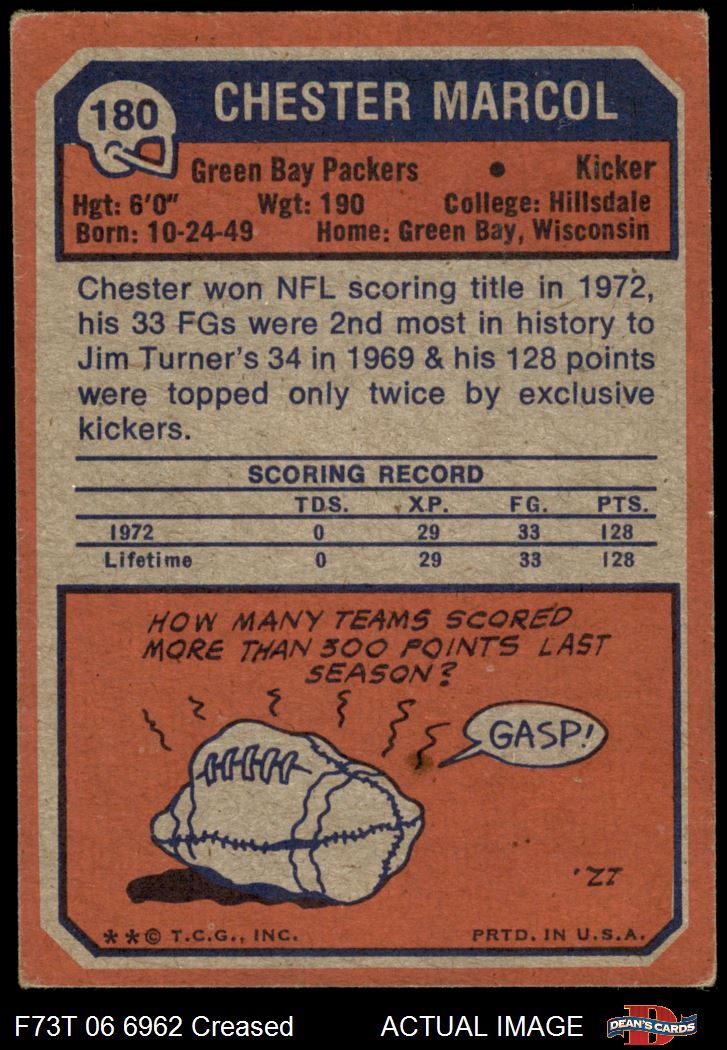 180
CHESTER MARCOL
Green Bay Packers • Kicker
Hgt: 6'0" Wgt: 190 College: Hillsdale
Born: 10-24-49 Home: Green Bay, Wisconsin
Chester won NFL scoring title in 1972,
his 33 FGs were 2nd most in history to
Jim Turner's 34 in 1969 & his 128 points
were topped only twice by exclusive
kickers.
SCORING RECORD
TDS. XP. FG. PTS.
1972 0 29 33 128
Lifetime 0 29 33 128
HOW MANY TEAMS SCORED
MORE THAN 300 POINTS LAST
SEASON?
GASP!
'ZI
**© T.C.G., INC. PRTD. IN U.S.A.
F73T 06 6962 Creased ACTUAL IMAGE
D
DEAN'S CARDS